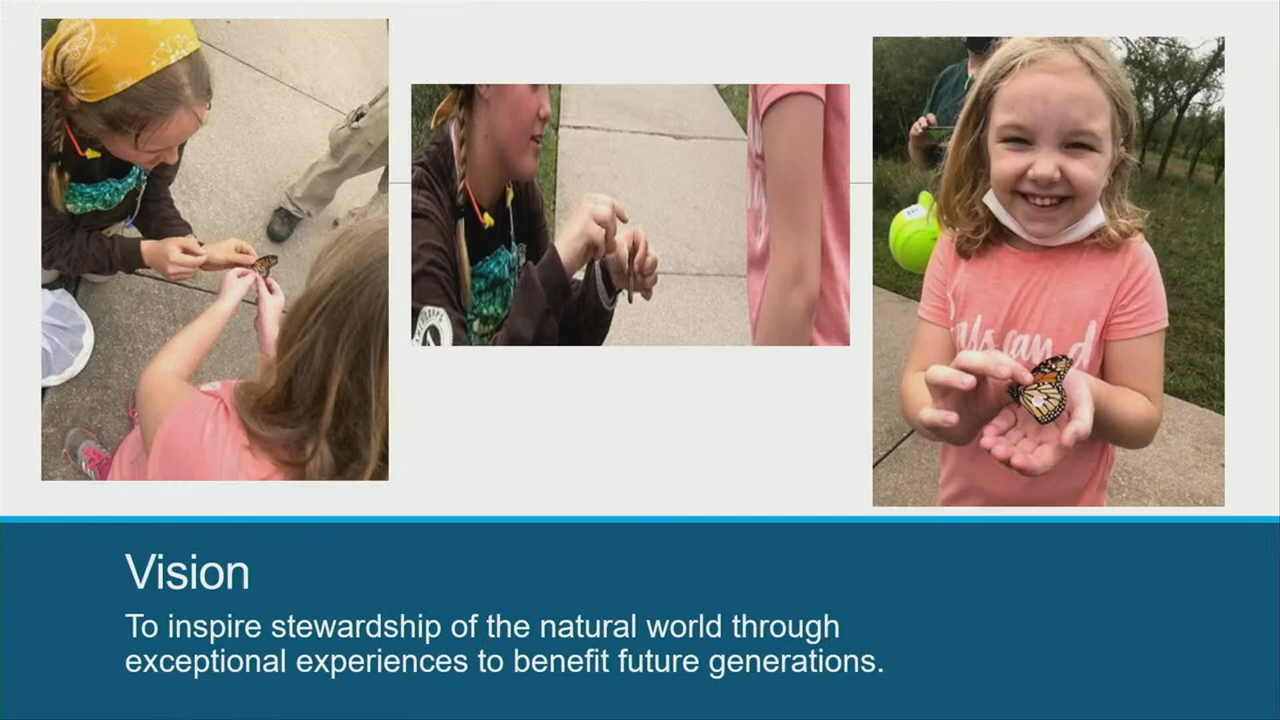 Vision
To inspire stewardship of the natural world through
exceptional experiences to benefit future generations.